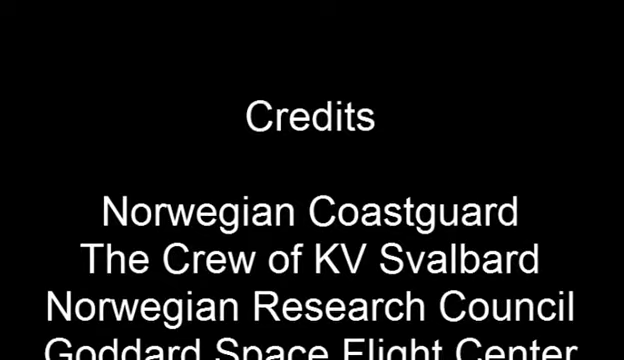 Credits
Norwegian Coastguard
The Crew of KV Svalbard
Norwegian Research Council
Goddard Space Flight Center